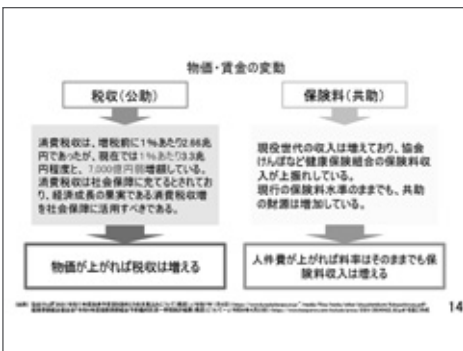 物価・賃金の変動
税収(公助)
消費税収は、増税前に1%あたり2.66兆
円であったが、現在では1%あたり3.3兆
円程度と、7,000億円弱増額している。
消費税収は社会保障に充てるとされてお
り、経済成長の果実である消費税収増
を社会保障に活用すべきである。
物価が上がれば税収は増える
保険料(共助)
現役世代の収入は増えており、協会
けんぽなど健康保険組合の保険料収
入が上振れしている。
現行の保険料水準のままでも、共助
の財源は増加している。
人件費が上がれば料率はそのままでも保
険料収入は増える
14